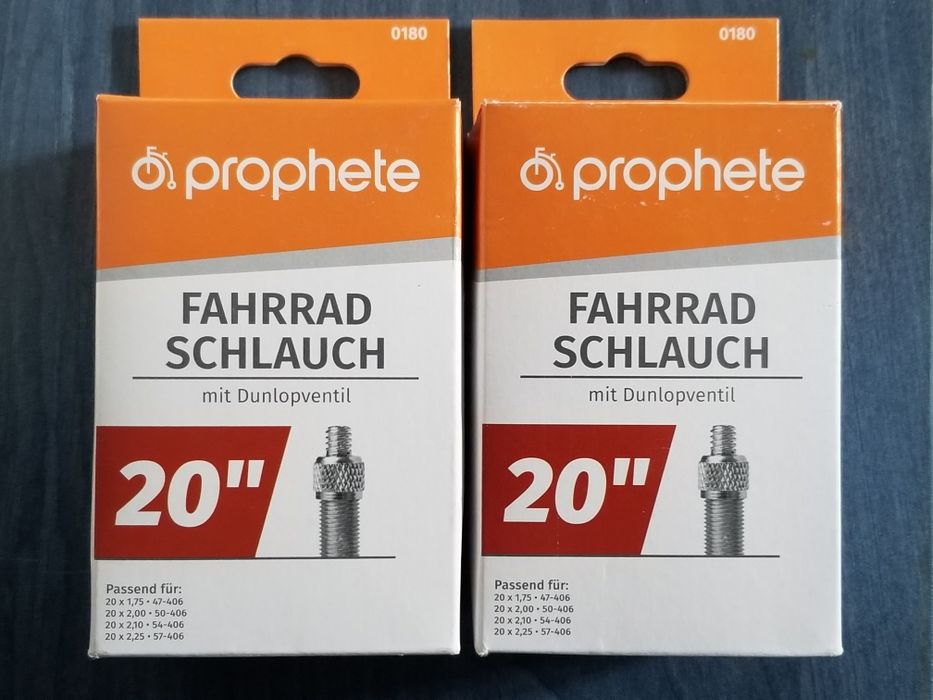 0180
prophete
FAHRRAD
SCHLAUCH
mit Dunlopventil
20"
Passend für:
20 x 1,75 • 47-406
20 x 2,00 • 50-406
20 x 2,10 • 54-406
20 x 2,25 • 57-406
0180
prophete
FAHRRAD
SCHLAUCH
mit Dunlopventil
20"
Passend für:
20 x 1,75 • 47-406
20 x 2,00 • 50-406
20 x 2,10 • 54-406
20 x 2,25 • 57-406